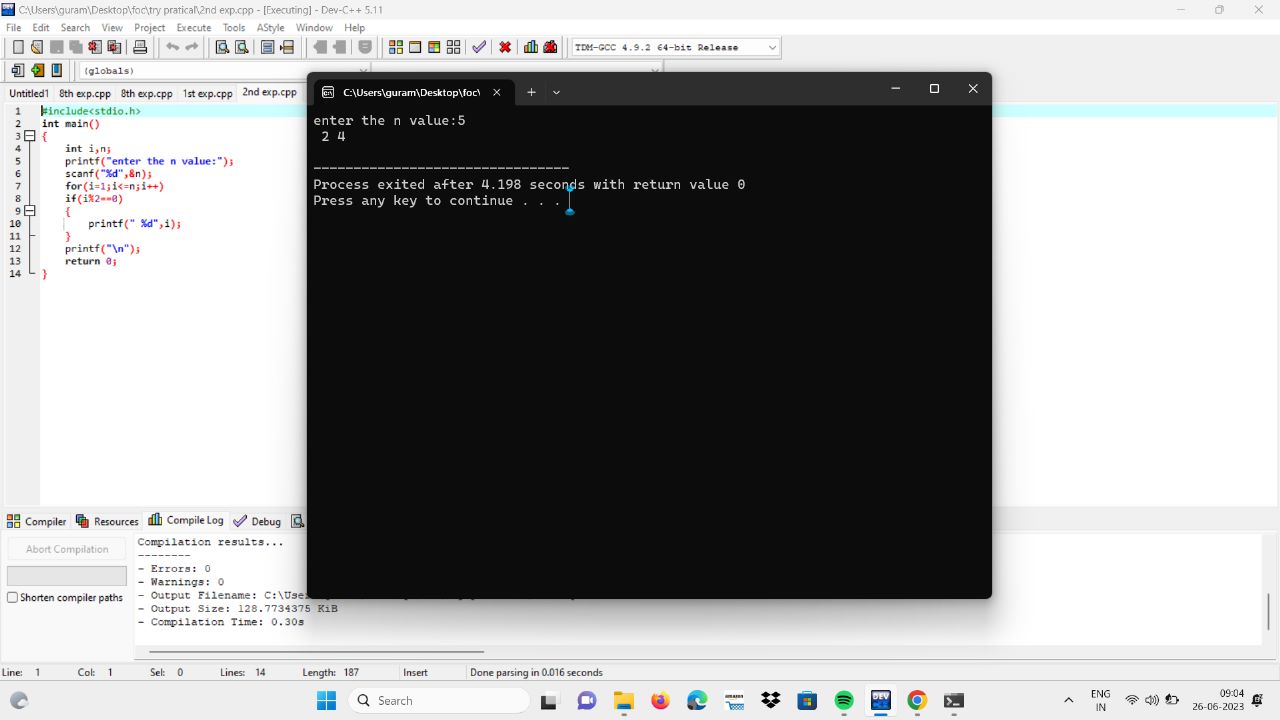 C:\Users\guram\Desktop\foc\try pratical\2nd exp.cpp - [Executing] - Dev-C++ 5.11
File Edit Search View Project Execute Tools AStyle Window Help
TDM-GCC 4.9.2 64-bit Release
(globals)
Untitled1 8th exp.cpp 8th exp.cpp 1st exp.cpp 2nd exp.cpp
1 #include<stdio.h>
2 int main()
3 {
4 int i,n;
5 printf("enter the n value:");
6 scanf("%d",&n);
7 for(i=1;i<=n;i++)
8 if(i%2==0)
9 {
10 printf(" %d",i);
11 }
12 printf("\n");
13 return 0;
14 }
C:\Users\guram\Desktop\foc\
enter the n value:5
2 4
--------------------------------
Process exited after 4.198 seconds with return value 0
Press any key to continue . . .
Compiler Resources Compile Log Debug
Abort Compilation
Shorten compiler paths
Compilation results...
--------
- Errors: 0
- Warnings: 0
- Output Filename: C:\User
- Output Size: 128.7734375 KiB
- Compilation Time: 0.30s
Line: 1 Col: 1 Sel: 0 Lines: 14 Length: 187 Insert Done parsing in 0.016 seconds
Search
amazon
DEV
ENG
IN
09:04
26-06-2023